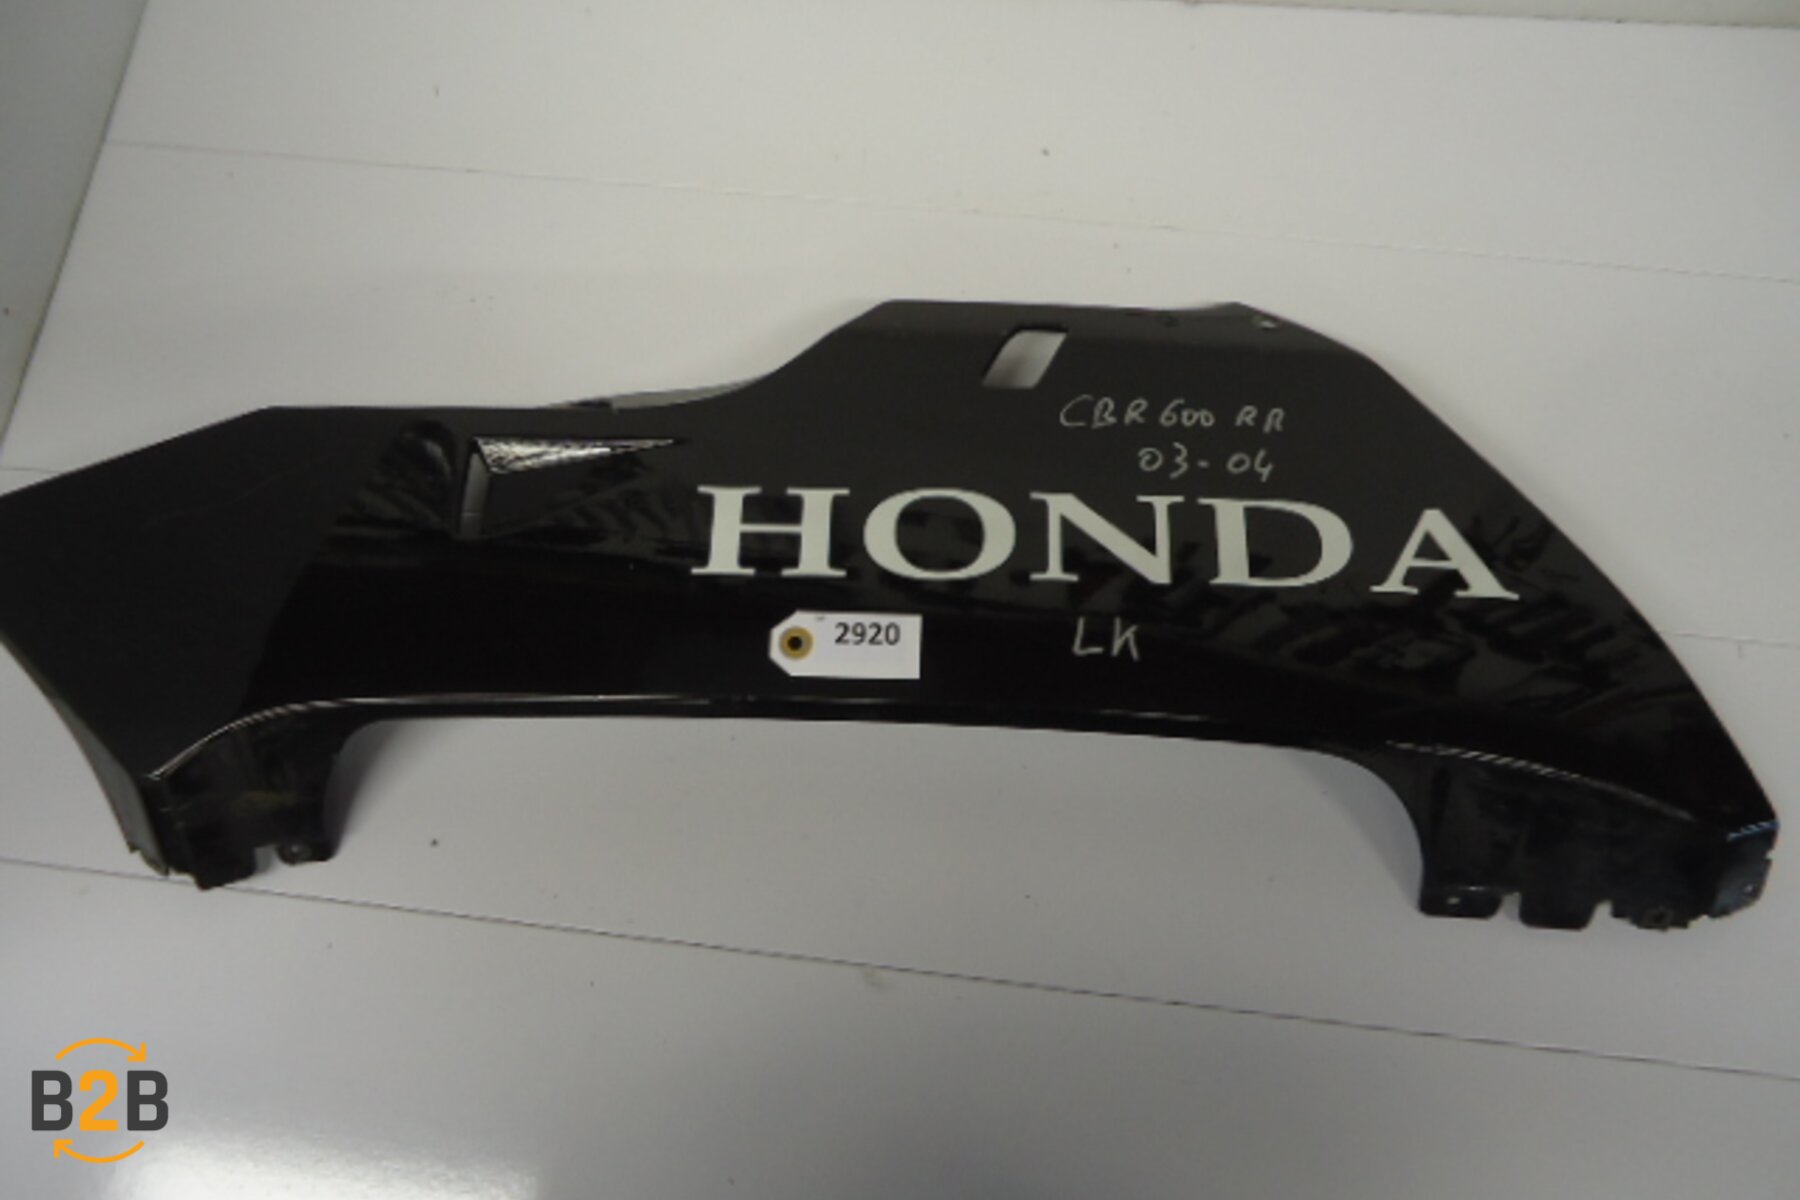 CBR 600 RR
03-04
HONDA
2920
LK
B2B